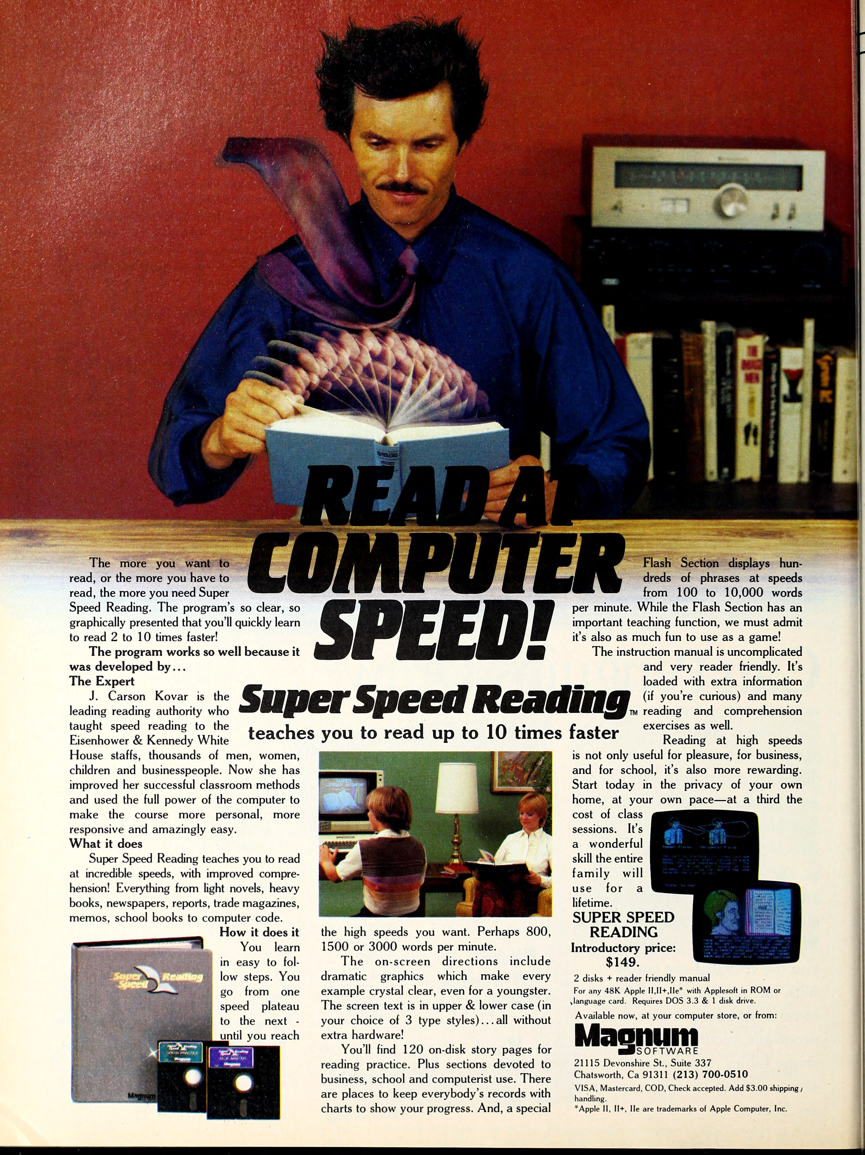 READ AT
COMPUTER
SPEED!
Super Speed Reading™
teaches you to read up to 10 times faster
The more you want to
read, or the more you have to
read, the more you need Super
Speed Reading. The program's so clear, so
graphically presented that you'll quickly learn
to read 2 to 10 times faster!
The program works so well because it
was developed by...
The Expert
J. Carson Kovar is the
leading reading authority who
taught speed reading to the
Eisenhower & Kennedy White
House staffs, thousands of men, women,
children and businesspeople. Now she has
improved her successful classroom methods
and used the full power of the computer to
make the course more personal, more
responsive and amazingly easy.
What it does
Super Speed Reading teaches you to read
at incredible speeds, with improved compre-
hension! Everything from light novels, heavy
books, newspapers, reports, trade magazines,
memos, school books to computer code.
How it does it
You learn
in easy to fol-
low steps. You
go from one
speed plateau
to the next -
until you reach
Super Speed Reading
Magnum
the high speeds you want. Perhaps 800,
1500 or 3000 words per minute.
The on-screen directions include
dramatic graphics which make every
example crystal clear, even for a youngster.
The screen text is in upper & lower case (in
your choice of 3 type styles)...all without
extra hardware!
You'll find 120 on-disk story pages for
reading practice. Plus sections devoted to
business, school and computerist use. There
are places to keep everybody's records with
charts to show your progress. And, a special
Flash Section displays hun-
dreds of phrases at speeds
from 100 to 10,000 words
per minute. While the Flash Section has an
important teaching function, we must admit
it's also as much fun to use as a game!
The instruction manual is uncomplicated
and very reader friendly. It's
loaded with extra information
(if you're curious) and many
reading and comprehension
exercises as well.
Reading at high speeds
is not only useful for pleasure, for business,
and for school, it's also more rewarding.
Start today in the privacy of your own
home, at your own pace—at a third the
cost of class
sessions. It's
a wonderful
skill the entire
family will
use for a
lifetime.
SUPER SPEED
READING
Introductory price:
$149.
2 disks + reader friendly manual
For any 48K Apple II,II+,IIe* with Applesoft in ROM or
language card. Requires DOS 3.3 & 1 disk drive.
Available now, at your computer store, or from:
Magnum
SOFTWARE
21115 Devonshire St., Suite 337
Chatsworth, Ca 91311 (213) 700-0510
VISA, Mastercard, COD, Check accepted. Add $3.00 shipping/
handling.
*Apple II, II+, IIe are trademarks of Apple Computer, Inc.